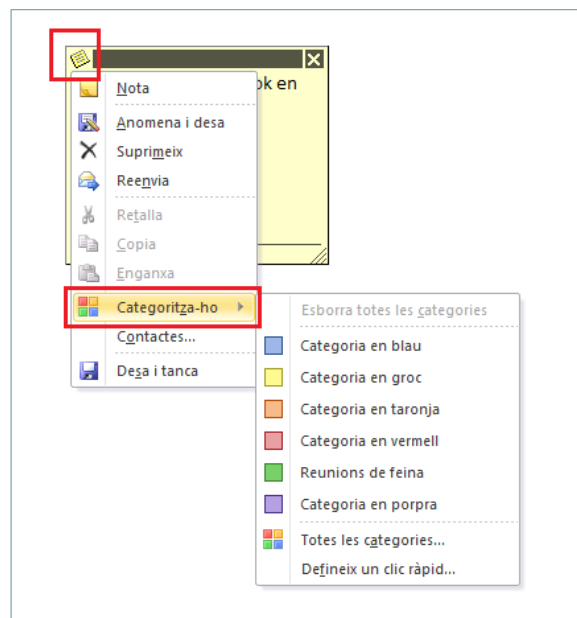 ok en
Nota
Anomena i desa
Suprimeix
Reenvia
Retalla
Copia
Enganxa
Categoritza-ho
Contactes...
Desa i tanca
Esborra totes les categories
Categoria en blau
Categoria en groc
Categoria en taronja
Categoria en vermell
Reunions de feina
Categoria en porpra
Totes les categories...
Defineix un clic ràpid...